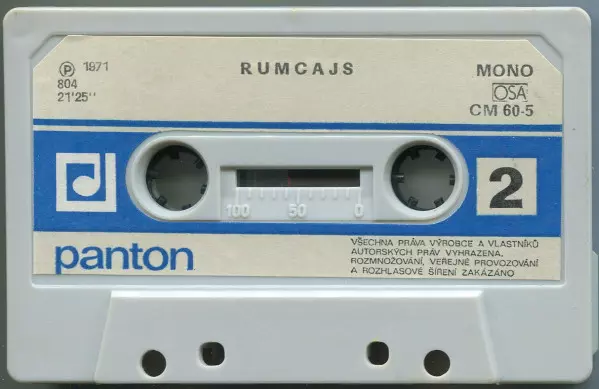 Ⓟ 1971
804
21'25''
RUMCAJS
MONO
OSA
CM 60-5
100 50 0
2
panton
VŠECHNA PRÁVA VÝROBCE A VLASTNÍKŮ
AUTORSKÝCH PRÁV VYHRAZENA.
ROZMNOŽOVÁNÍ, VEŘEJNÉ PROVOZOVÁNÍ
A ROZHLASOVÉ ŠÍŘENÍ ZAKÁZÁNO